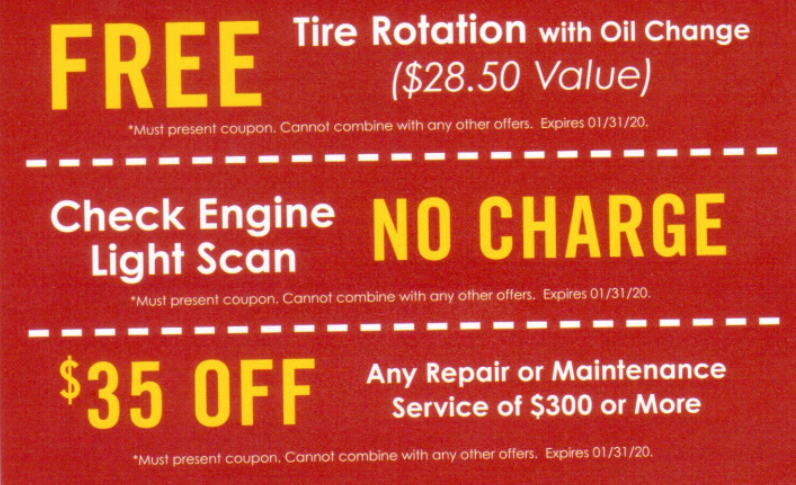 FREE Tire Rotation with Oil Change
($28.50 Value)
*Must present coupon. Cannot combine with any other offers. Expires 01/31/20.
Check Engine
Light Scan
NO CHARGE
*Must present coupon. Cannot combine with any other offers. Expires 01/31/20.
$35 OFF
Any Repair or Maintenance
Service of $300 or More
*Must present coupon. Cannot combine with any other offers. Expires 01/31/20.